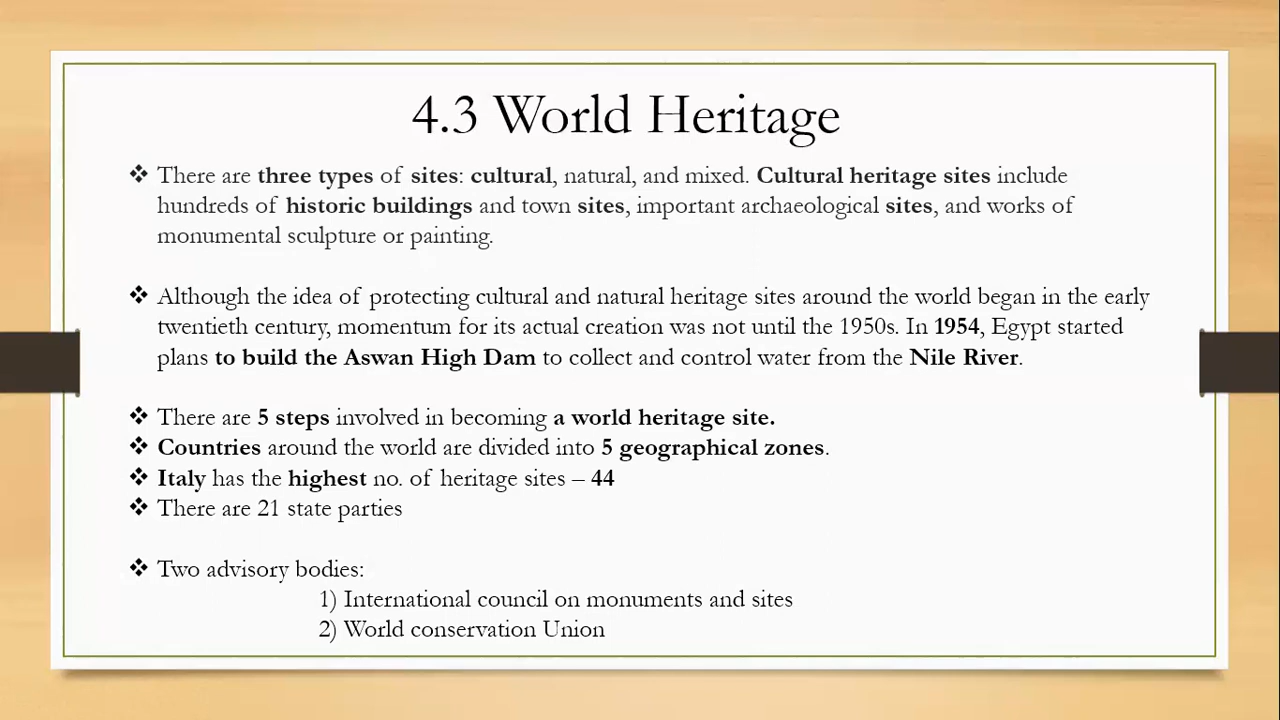 4.3 World Heritage
❖ There are three types of sites: cultural, natural, and mixed. Cultural heritage sites include
hundreds of historic buildings and town sites, important archaeological sites, and works of
monumental sculpture or painting.
❖ Although the idea of protecting cultural and natural heritage sites around the world began in the early
twentieth century, momentum for its actual creation was not until the 1950s. In 1954, Egypt started
plans to build the Aswan High Dam to collect and control water from the Nile River.
❖ There are 5 steps involved in becoming a world heritage site.
❖ Countries around the world are divided into 5 geographical zones.
❖ Italy has the highest no. of heritage sites – 44
❖ There are 21 state parties
❖ Two advisory bodies:
1) International council on monuments and sites
2) World conservation Union